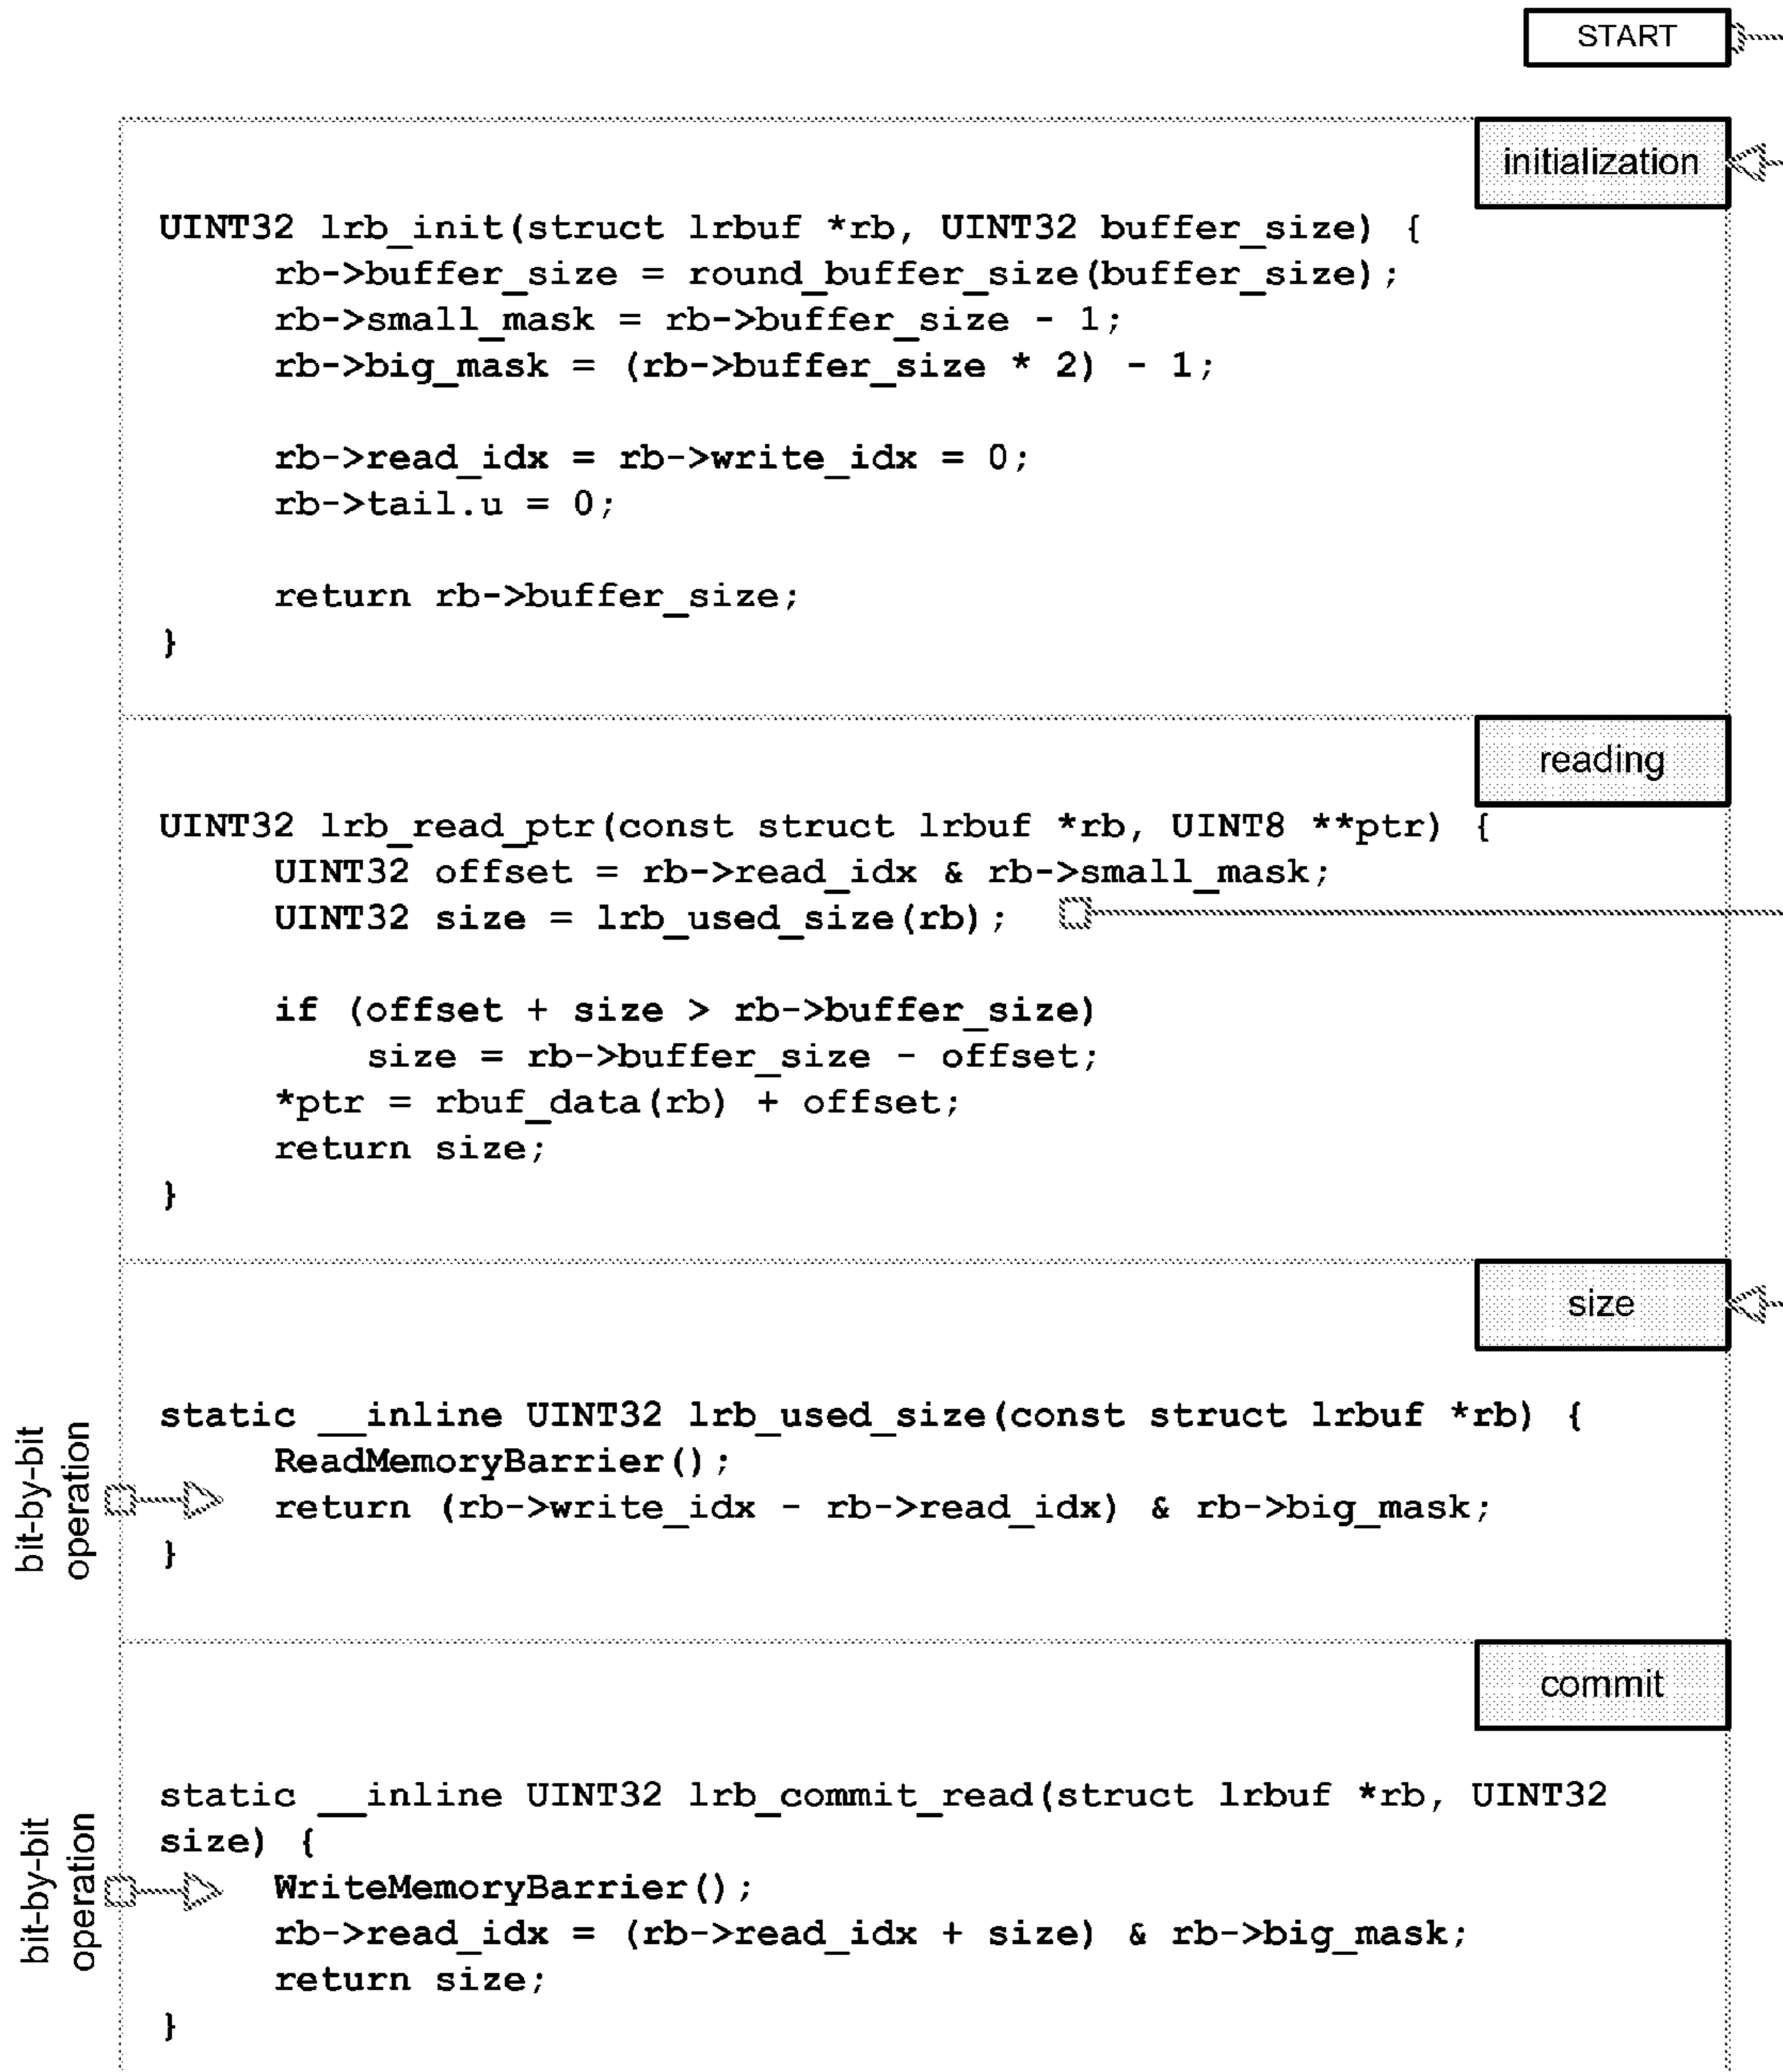 START
initialization
UINT32 lrb_init(struct lrbuf *rb, UINT32 buffer_size) {
rb->buffer_size = round_buffer_size(buffer_size);
rb->small_mask = rb->buffer_size - 1;
rb->big_mask = (rb->buffer_size * 2) - 1;
rb->read_idx = rb->write_idx = 0;
rb->tail.u = 0;
return rb->buffer_size;
}
reading
UINT32 lrb_read_ptr(const struct lrbuf *rb, UINT8 **ptr) {
UINT32 offset = rb->read_idx & rb->small_mask;
UINT32 size = lrb_used_size(rb);
if (offset + size > rb->buffer_size)
size = rb->buffer_size - offset;
*ptr = rbuf_data(rb) + offset;
return size;
}
size
static __inline UINT32 lrb_used_size(const struct lrbuf *rb) {
ReadMemoryBarrier();
return (rb->write_idx - rb->read_idx) & rb->big_mask;
}
bit-by-bit
operation
commit
static __inline UINT32 lrb_commit_read(struct lrbuf *rb, UINT32
size) {
WriteMemoryBarrier();
rb->read_idx = (rb->read_idx + size) & rb->big_mask;
return size;
}
bit-by-bit
operation